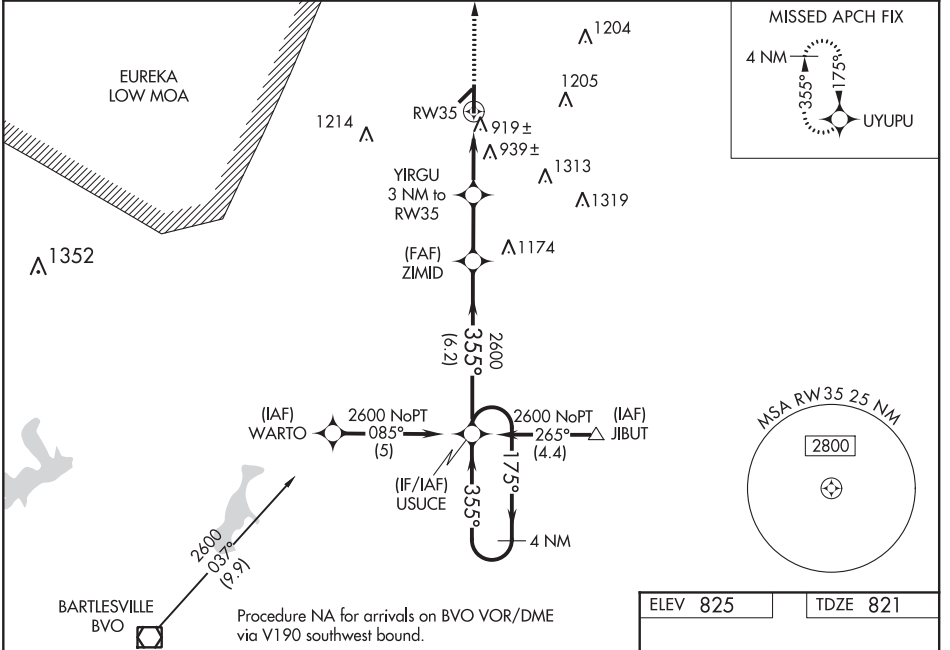 MISSED APCH FIX
4 NM
355°
175°
UYUPU
1204
1205
EUREKA
LOW MOA
1214
RW35
919±
939±
1313
1319
YIRGU
3 NM to
RW35
1352
1174
(FAF)
ZIMID
2600
355°
(6.2)
(IAF)
WARTO
2600 NoPT
085°
(5)
2600 NoPT
265°
(4.4)
(IAF)
JIBUT
(IF/IAF)
USUCE
355°
175°
4 NM
MSA RW35 25 NM
2800
2600
037°
(9.9)
BARTLESVILLE
BVO
Procedure NA for arrivals on BVO VOR/DME
via V190 southwest bound.
ELEV 825
TDZE 821